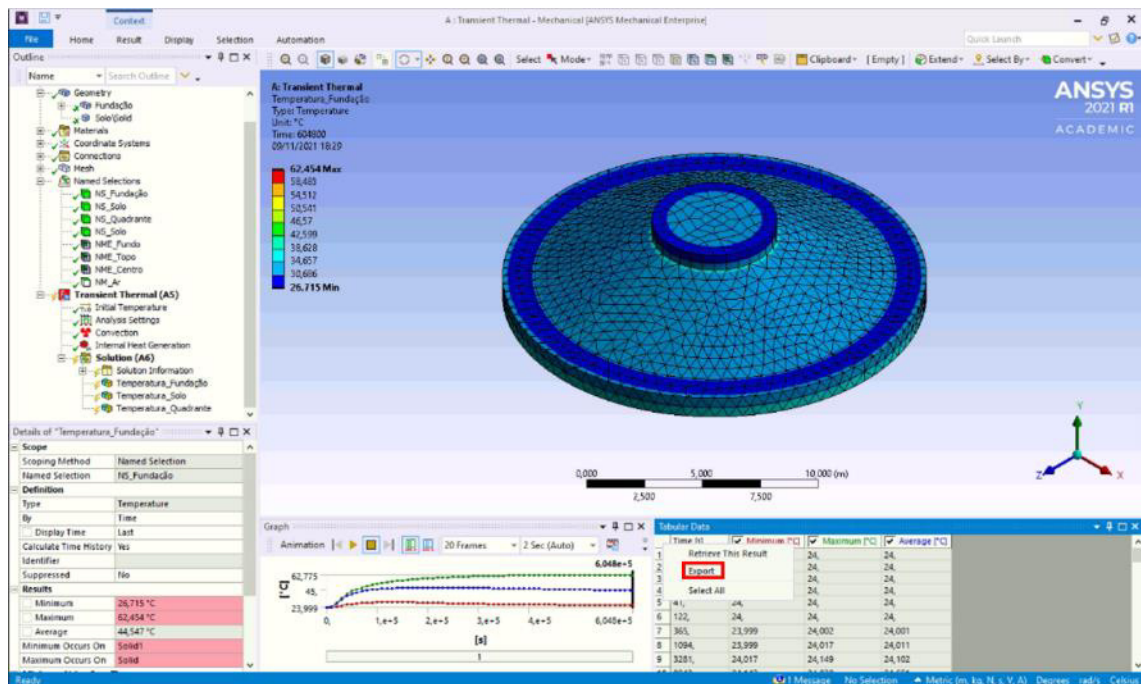 Context
A : Transient Thermal - Mechanical [ANSYS Mechanical Enterprise]
File Home Result Display Selection Automation
Quick Launch
Outline
Select Mode Clipboard [Empty] Extend Select By Convert
Name Search Outline
Geometry
Fundação
Solo\Solid
Materials
Coordinate Systems
Connections
Mesh
Named Selections
NS_Fundação
NS_Solo
NS_Quadrante
NS_Solo
NME_Fundo
NME_Topo
NME_Centro
NM_Ar
Transient Thermal (A5)
Initial Temperature
Analysis Settings
Convection
Internal Heat Generation
Solution (A6)
Solution Information
Temperatura_Fundação
Temperatura_Solo
Temperatura_Quadrante
A: Transient Thermal
Temperatura_Fundação
Type: Temperature
Unit: °C
Time: 604800
09/11/2021 18:29
62,454 Max
58,483
54,512
50,541
46,57
42,599
38,628
34,657
30,686
26,715 Min
ANSYS
2021 R1
ACADEMIC
0,000 5,000 10,000 (m)
2,500 7,500
Y
Z X
Details of "Temperatura_Fundação"
Scope
Scoping Method Named Selection
Named Selection NS_Fundação
Definition
Type Temperature
By Time
Display Time Last
Calculate Time History Yes
Identifier
Suppressed No
Results
Minimum 26,715 °C
Maximum 62,454 °C
Average 44,547 °C
Minimum Occurs On Solid1
Maximum Occurs On Solid
Graph
Animation 20 Frames 2 Sec (Auto)
6,048e+5
62,775
45,
23,999
[°C]
0, 1,e+5 2,e+5 3,e+5 4,e+5 6,048e+5
[s]
1
Tabular Data
Time [s] Minimum [°C] Maximum [°C] Average [°C]
Retrieve This Result
Export
Select All
1 24, 24,
2 24, 24,
3 24, 24,
4 24, 24,
5 41, 24, 24, 24,
6 122, 24, 24, 24,
7 365, 23,999 24,002 24,001
8 1094, 23,999 24,017 24,011
9 3281, 24,017 24,149 24,102
Ready
1 Message No Selection Metric (m, kg, N, s, V, A) Degrees rad/s Celsius